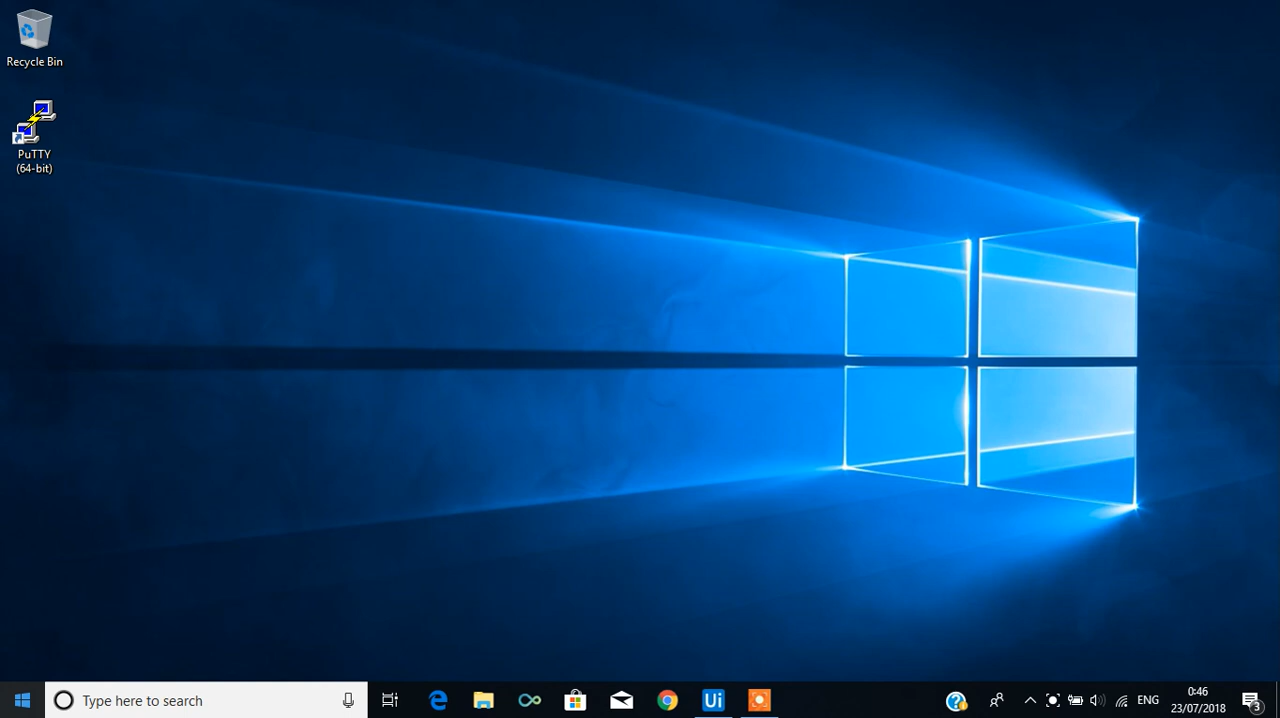 Recycle Bin
PuTTY
(64-bit)
Type here to search
Ui
ENG
0:46
23/07/2018
3